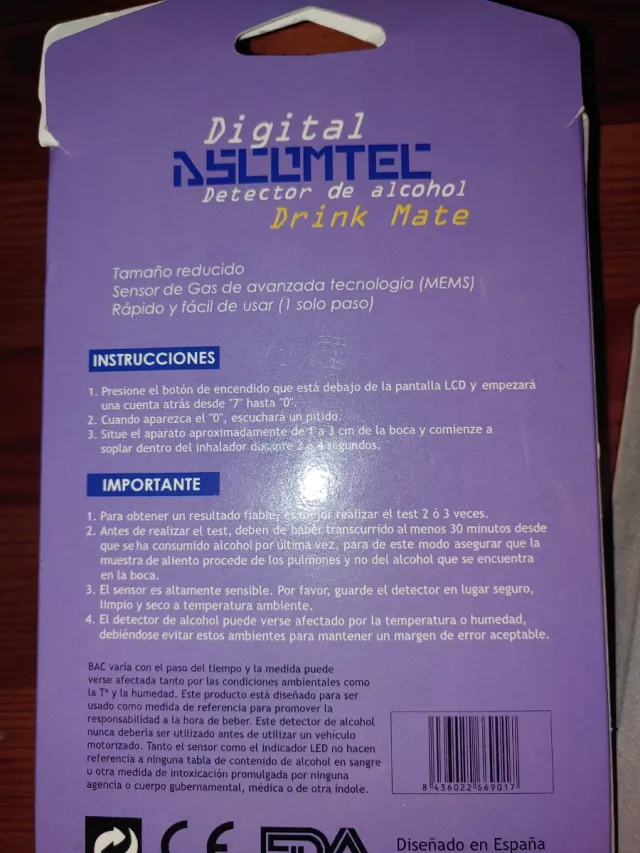 Digital
ASCOMTEC
Detector de alcohol
Drink Mate
Tamaño reducido
Sensor de Gas de avanzada tecnología (MEMS)
Rápido y fácil de usar (1 solo paso)
INSTRUCCIONES
1. Presione el botón de encendido que está debajo de la pantalla LCD y empezará
una cuenta atrás desde "7" hasta "0".
2. Cuando aparezca el "0", escuchará un pitido.
3. Situe el aparato aproximadamente de 1 a 3 cm de la boca y comienze a
soplar dentro del inhalador durante 3 ó 4 segundos.
IMPORTANTE
1. Para obtener un resultado fiable, es mejor realizar el test 2 ó 3 veces.
2. Antes de realizar el test, deben de haber transcurrido al menos 30 minutos desde
que se ha consumido alcohol por última vez, para de este modo asegurar que la
muestra de aliento procede de los pulmones y no del alcohol que se encuentra
en la boca.
3. El sensor es altamente sensible. Por favor, guarde el detector en lugar seguro,
limpio y seco a temperatura ambiente.
4. El detector de alcohol puede verse afectado por la temperatura o humedad,
debiéndose evitar estos ambientes para mantener un margen de error aceptable.
BAC varía con el paso del tiempo y la medida puede
verse afectada tanto por las condiciones ambientales como
la Tª y la humedad. Este producto está diseñado para ser
usado como medida de referencia para promover la
responsabilidad a la hora de beber. Este detector de alcohol
nunca debería ser utilizado antes de utilizar un vehículo
motorizado. Tanto el sensor como el indicador LED no hacen
referencia a ninguna tabla de contenido de alcohol en sangre
u otra medida de intoxicación promulgada por ninguna
agencia o cuerpo gubernamental, médica o de otra índole.
8 436022 669017
CE FDA Diseñado en España